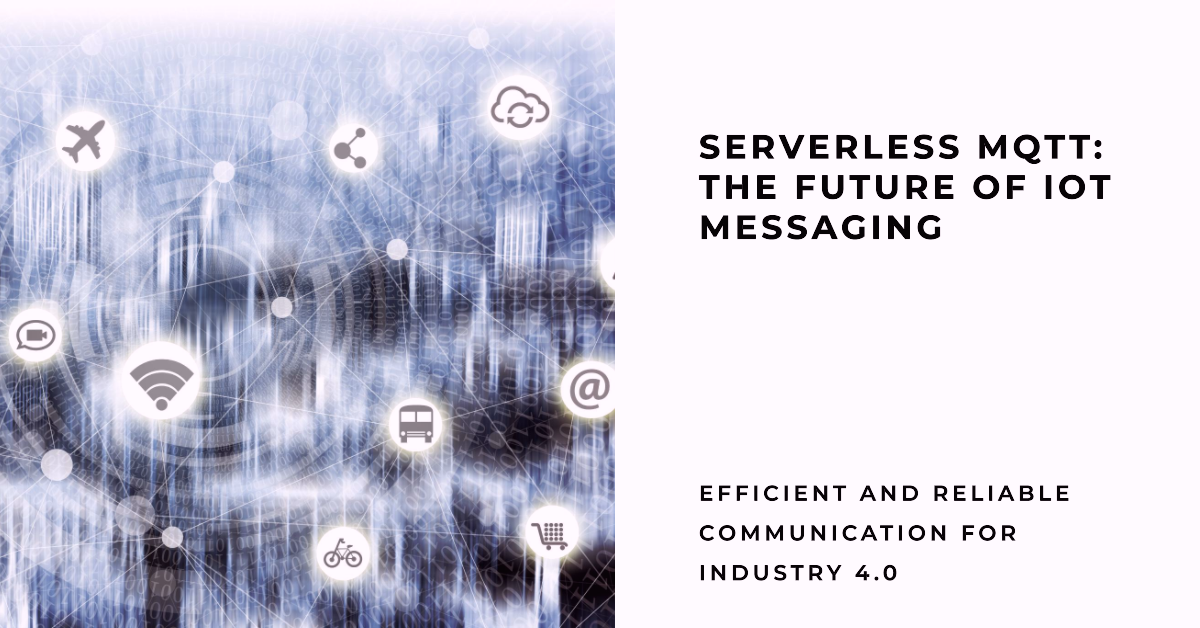 SERVERLESS MQTT:
THE FUTURE OF IOT
MESSAGING
@
EFFICIENT AND RELIABLE
COMMUNICATION FOR
INDUSTRY 4.0